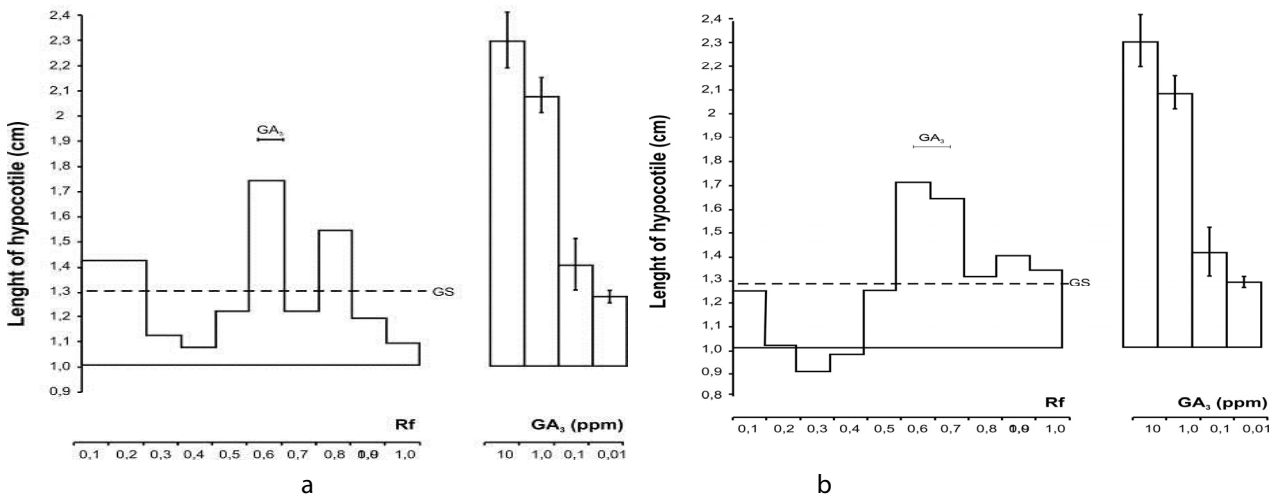 Lenght of hypocotile (cm)
2,4
2,3
2,2
2,1
2
1,9
1,8
1,7
1,6
1,5
1,4
1,3
1,2
1,1
1,0
0,9
GA₃
GS
Rf
0,1 0,2 0,3 0,4 0,5 0,6 0,7 0,8 1,0
GA₃ (ppm)
10 1,0 0,1 0,01
a
Lenght of hypocotile (cm)
2,4
2,3
2,2
2,1
2
1,9
1,8
1,7
1,6
1,5
1,4
1,3
1,2
1,1
1,0
0,9
0,8
GA₃
GS
Rf
0,1 0,2 0,3 0,4 0,5 0,6 0,7 0,8 1,0
GA₃ (ppm)
10 1,0 0,1 0,01
b